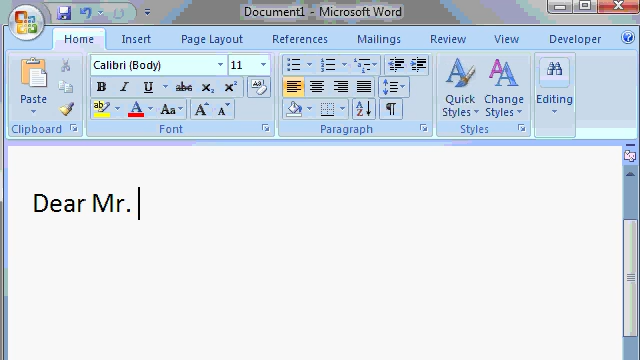 Document1 - Microsoft Word
Home Insert Page Layout References Mailings Review View Developer
Calibri (Body) 11
Paste B I U abc x₂ x² Aa A A Quick Styles Change Styles Editing
Clipboard Font Paragraph Styles
Dear Mr.